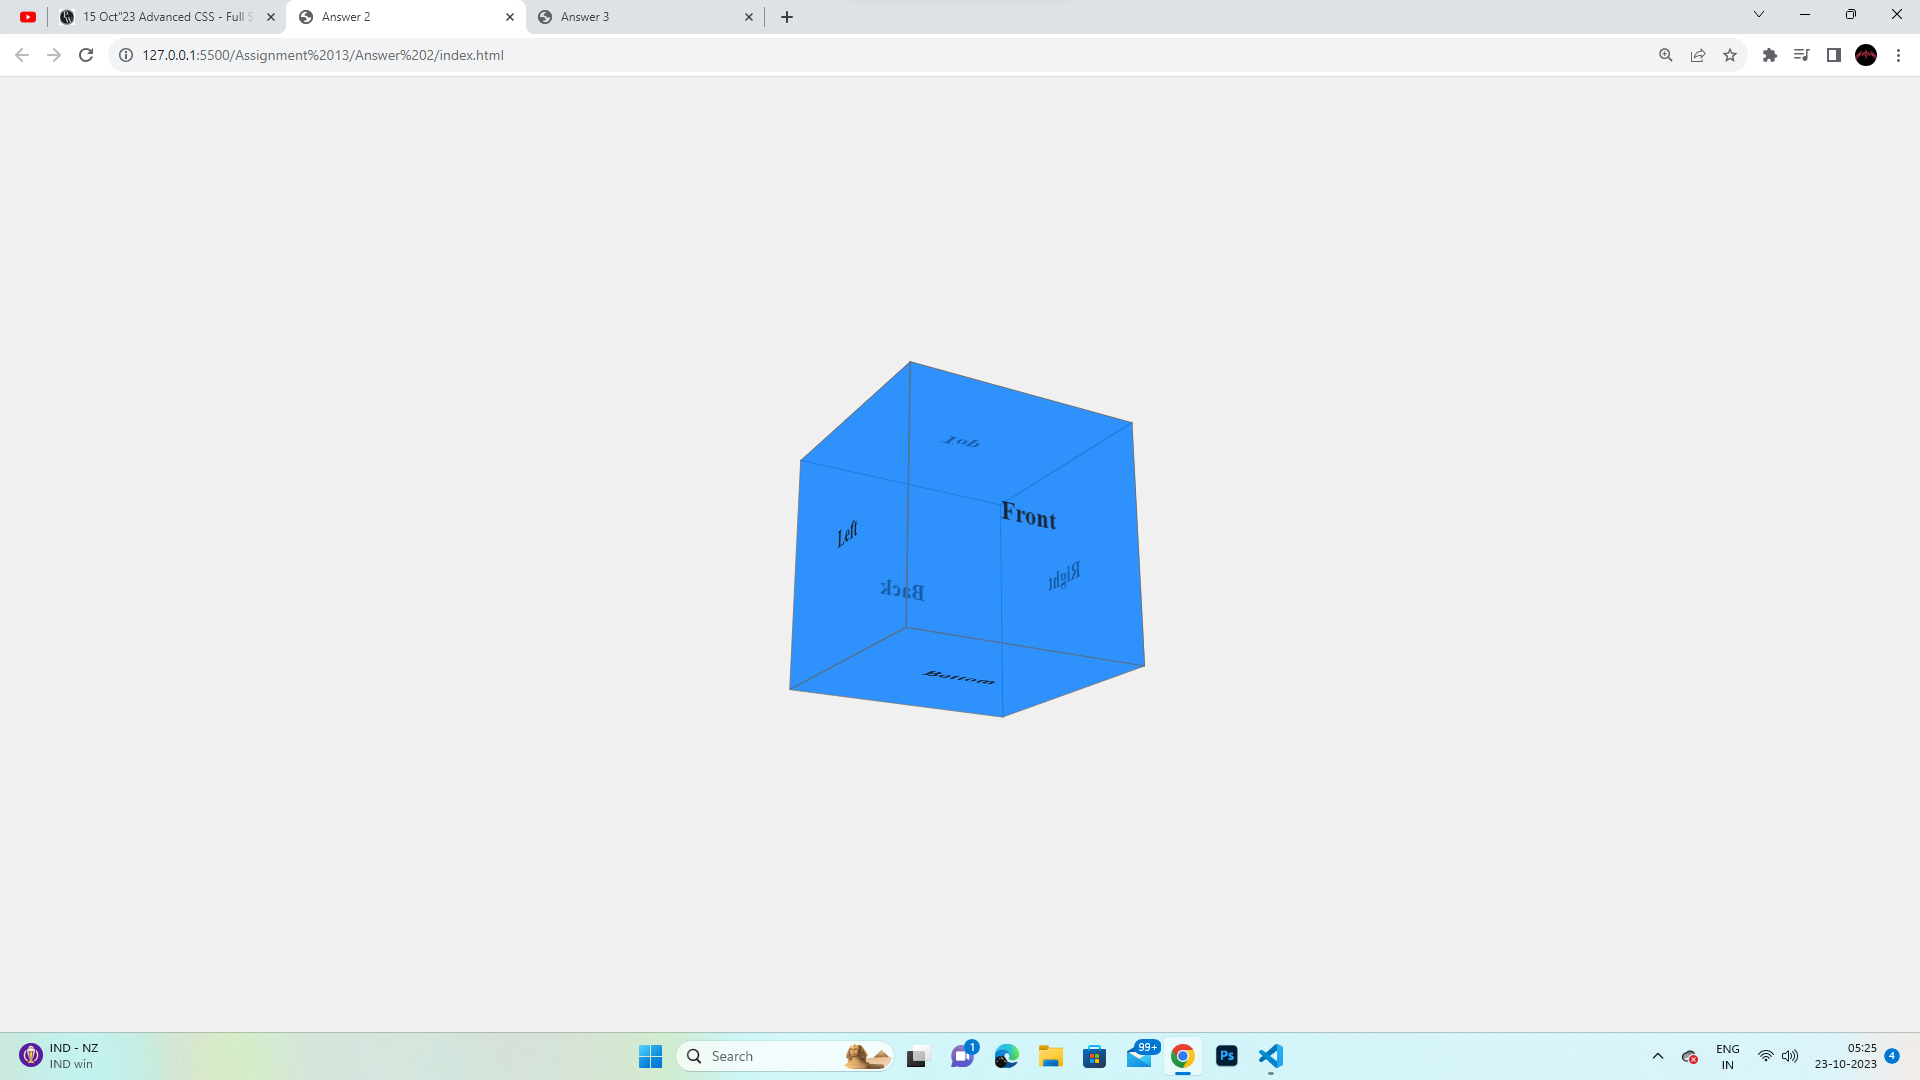 15 Oct"23 Advanced CSS - Full S
Answer 2
Answer 3
127.0.0.1:5500/Assignment%2013/Answer%202/index.html
Top
Front
Left
Right
Back
Bottom
IND - NZ
IND win
Search
1
99+
Ps
ENG
IN
05:25
23-10-2023
4